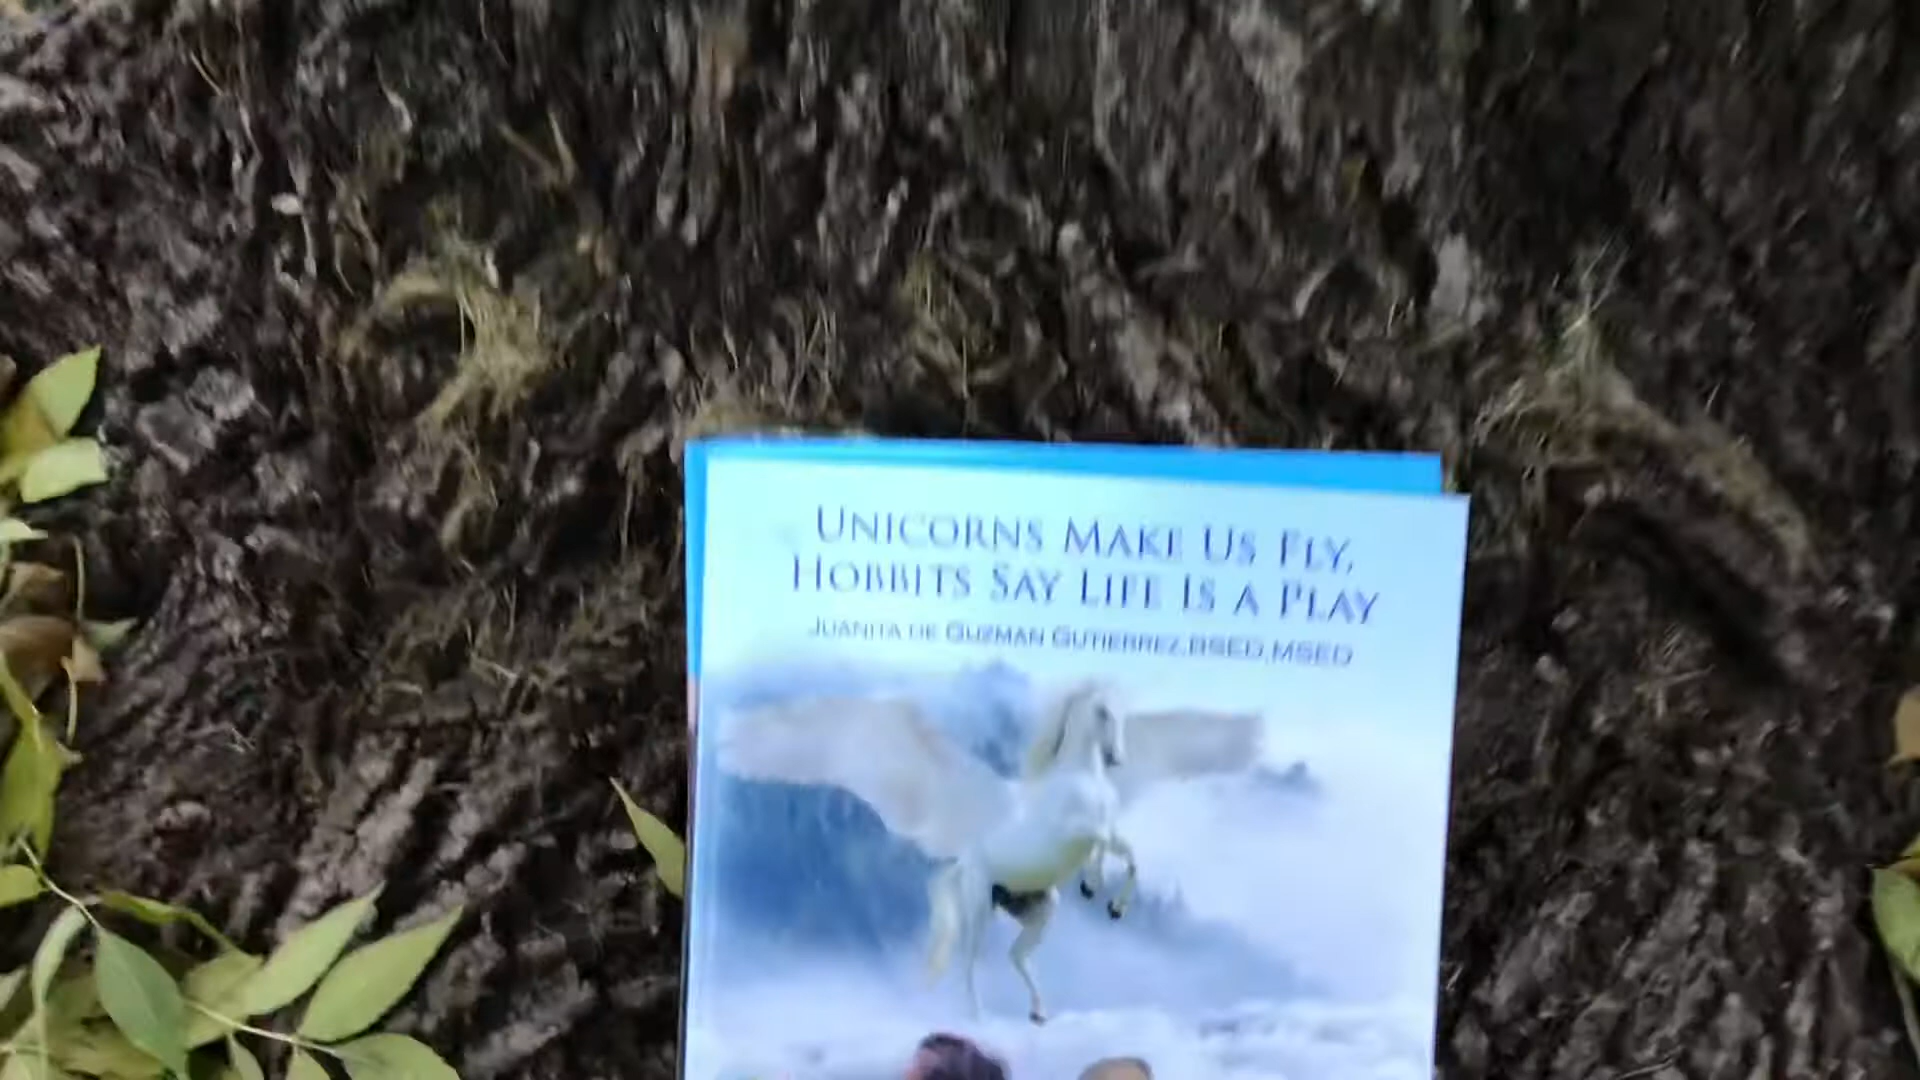 Unicorns Make Us Fly,
Hobbits Say Life Is a Play
Juanita de Guzman Gutierrez,BSED,MSED